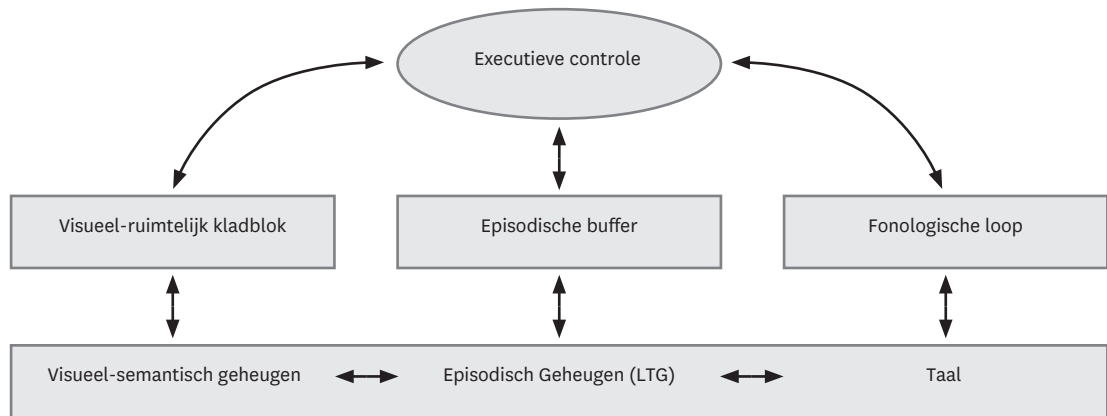 Executieve controle
Visueel-ruimtelijk kladblok
Episodische buffer
Fonologische loop
Visueel-semantisch geheugen
Episodisch Geheugen (LTG)
Taal